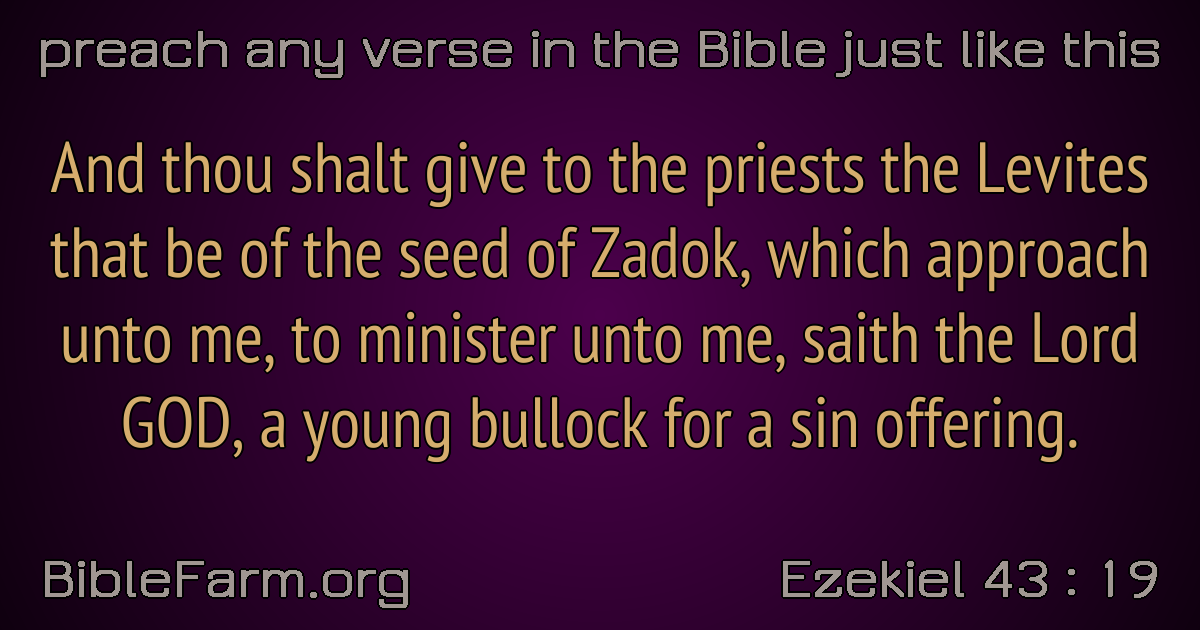 preach any verse in the Bible just like this
And thou shalt give to the priests the Levites
that be of the seed of Zadok, which approach
unto me, to minister unto me, saith the Lord
GOD, a young bullock for a sin offering.
BibleFarm.org
Ezekiel 43 : 19